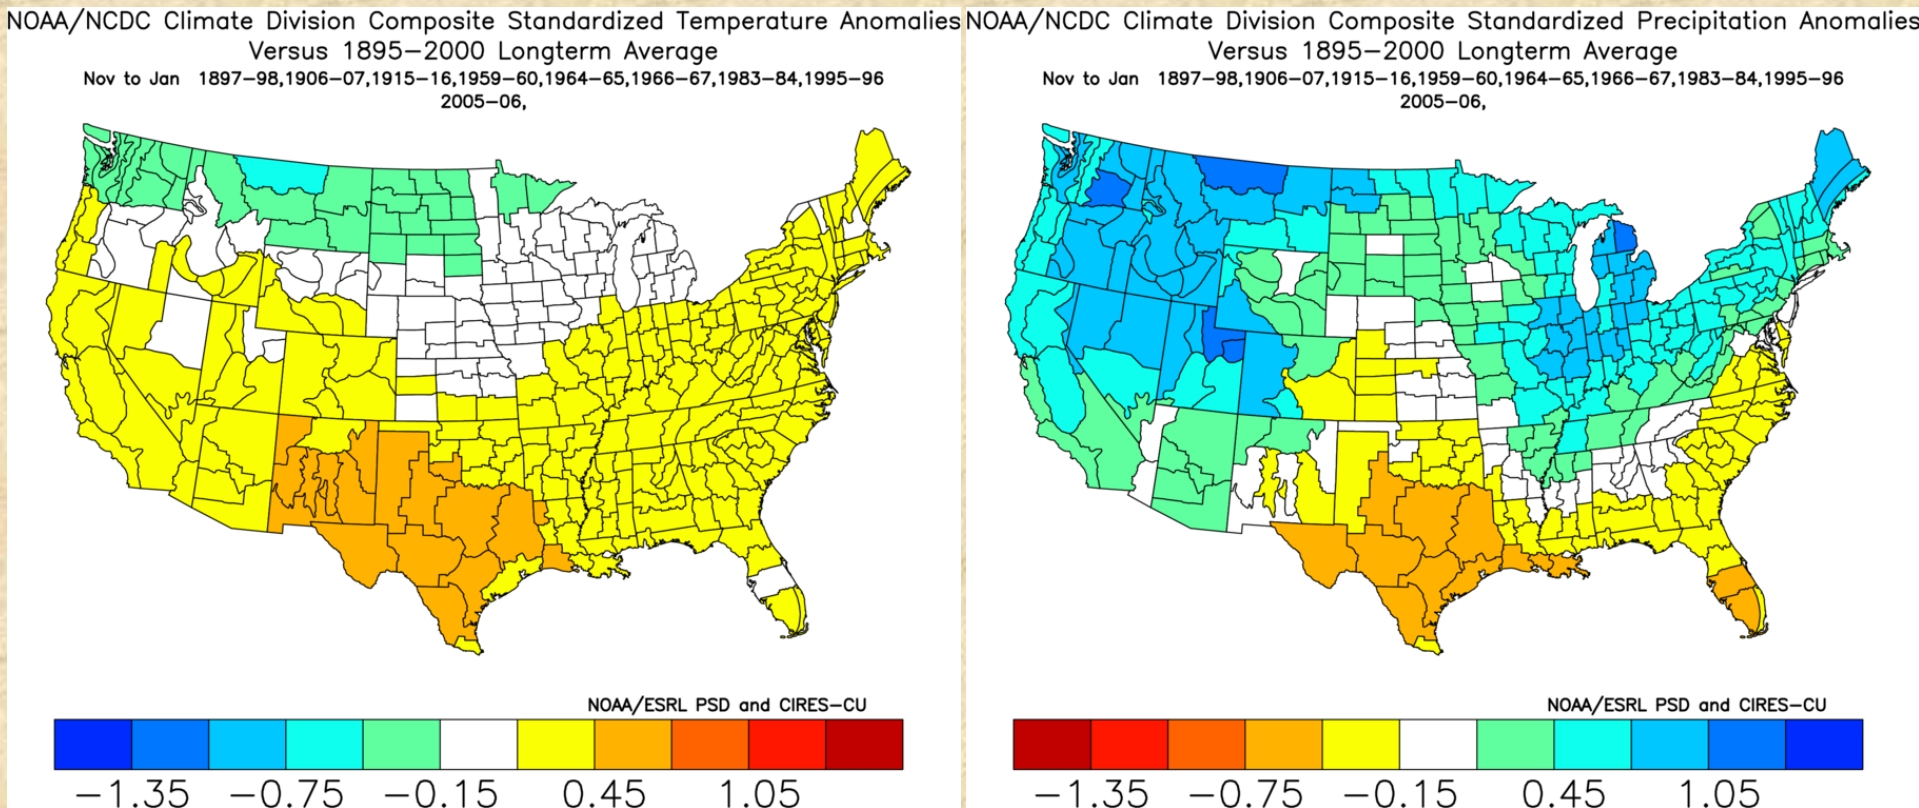 NOAA/NCDC Climate Division Composite Standardized Temperature Anomalies
Versus 1895-2000 Longterm Average
Nov to Jan 1897-98,1906-07,1915-16,1959-60,1964-65,1966-67,1983-84,1995-96
2005-06,
NOAA/ESRL PSD and CIRES-CU
-1.35 -0.75 -0.15 0.45 1.05
NOAA/NCDC Climate Division Composite Standardized Precipitation Anomalies
Versus 1895-2000 Longterm Average
Nov to Jan 1897-98,1906-07,1915-16,1959-60,1964-65,1966-67,1983-84,1995-96
2005-06,
NOAA/ESRL PSD and CIRES-CU
-1.35 -0.75 -0.15 0.45 1.05